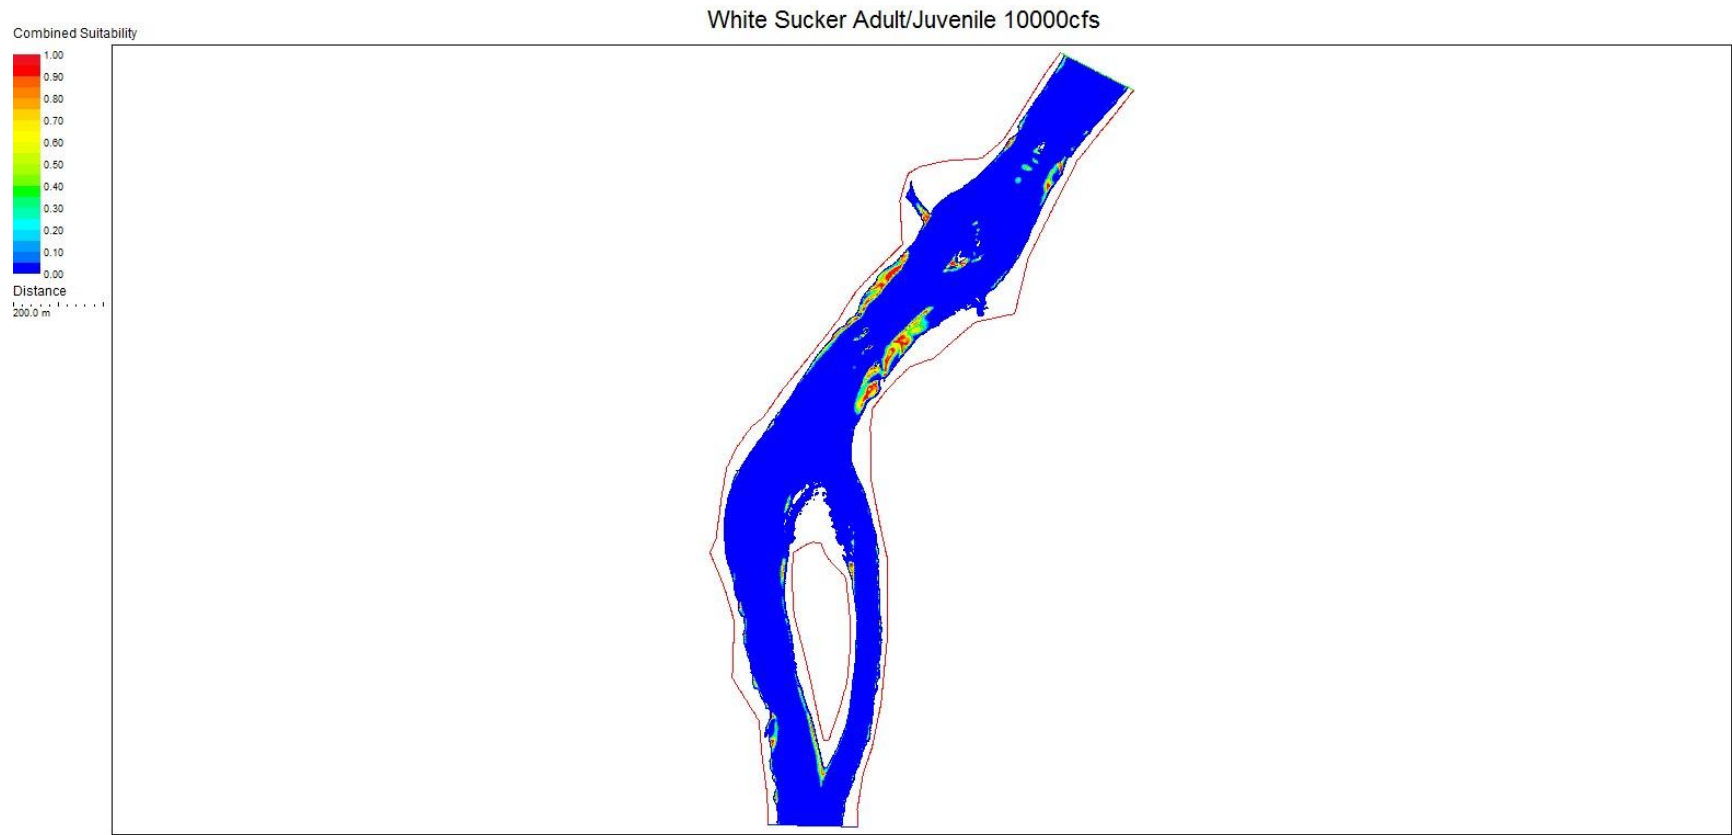 White Sucker Adult/Juvenile 10000cfs
Combined Suitability
1.00
0.90
0.80
0.70
0.60
0.50
0.40
0.30
0.20
0.10
0.00
Distance
200.0 m